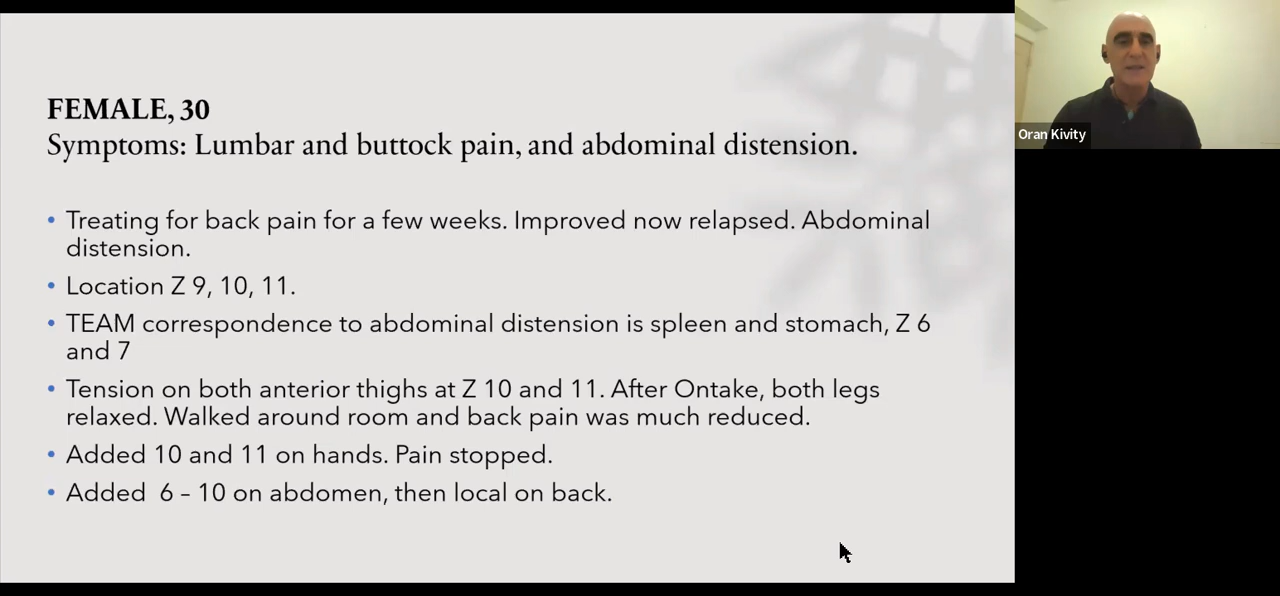 FEMALE, 30
Symptoms: Lumbar and buttock pain, and abdominal distension.
• Treating for back pain for a few weeks. Improved now relapsed. Abdominal
distension.
• Location Z 9, 10, 11.
• TEAM correspondence to abdominal distension is spleen and stomach, Z 6
and 7
• Tension on both anterior thighs at Z 10 and 11. After Ontake, both legs
relaxed. Walked around room and back pain was much reduced.
• Added 10 and 11 on hands. Pain stopped.
• Added  6 – 10 on abdomen, then local on back.
Oran Kivity